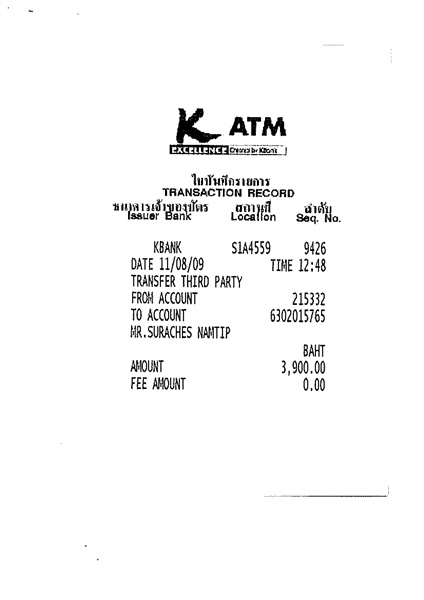 K ATM
EXCELLENCE Created by KBank
ใบบันทึกรายการ
TRANSACTION RECORD
ธนาคารเจ้าของบัตร สถานที่ ลำดับ
Issuer Bank Location Seq. No.
KBANK S1A4559 9426
DATE 11/08/09 TIME 12:48
TRANSFER THIRD PARTY
FROM ACCOUNT 215332
TO ACCOUNT 6302015765
MR.SURACHES NAMTIP
BAHT
AMOUNT 3,900.00
FEE AMOUNT 0.00